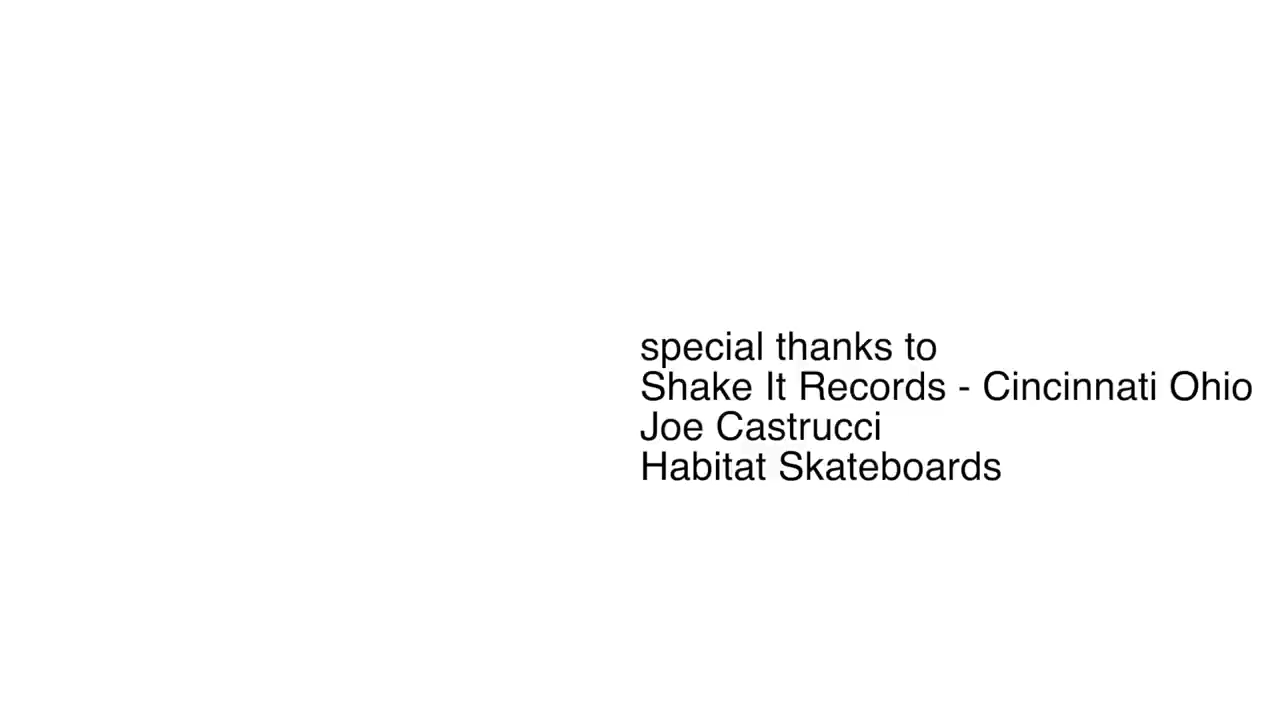 special thanks to
Shake It Records - Cincinnati Ohio
Joe Castrucci
Habitat Skateboards